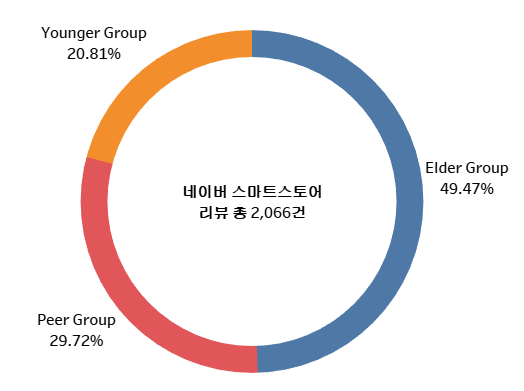 Younger Group
20.81%
Elder Group
49.47%
네이버 스마트스토어
리뷰 총 2,066건
Peer Group
29.72%